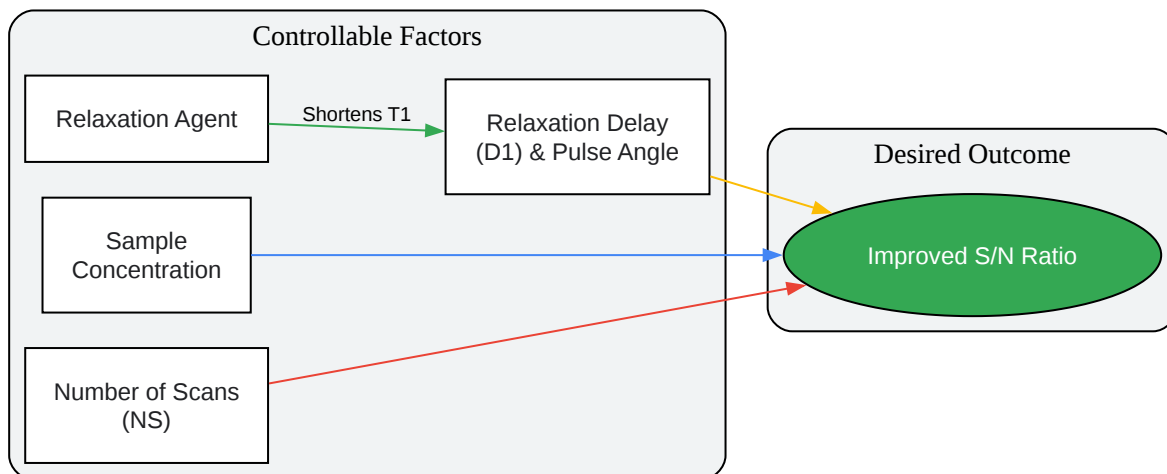 Controllable Factors
Relaxation Agent
Shortens T1
Relaxation Delay
(D1) & Pulse Angle
Sample
Concentration
Number of Scans
(NS)
Desired Outcome
Improved S/N Ratio